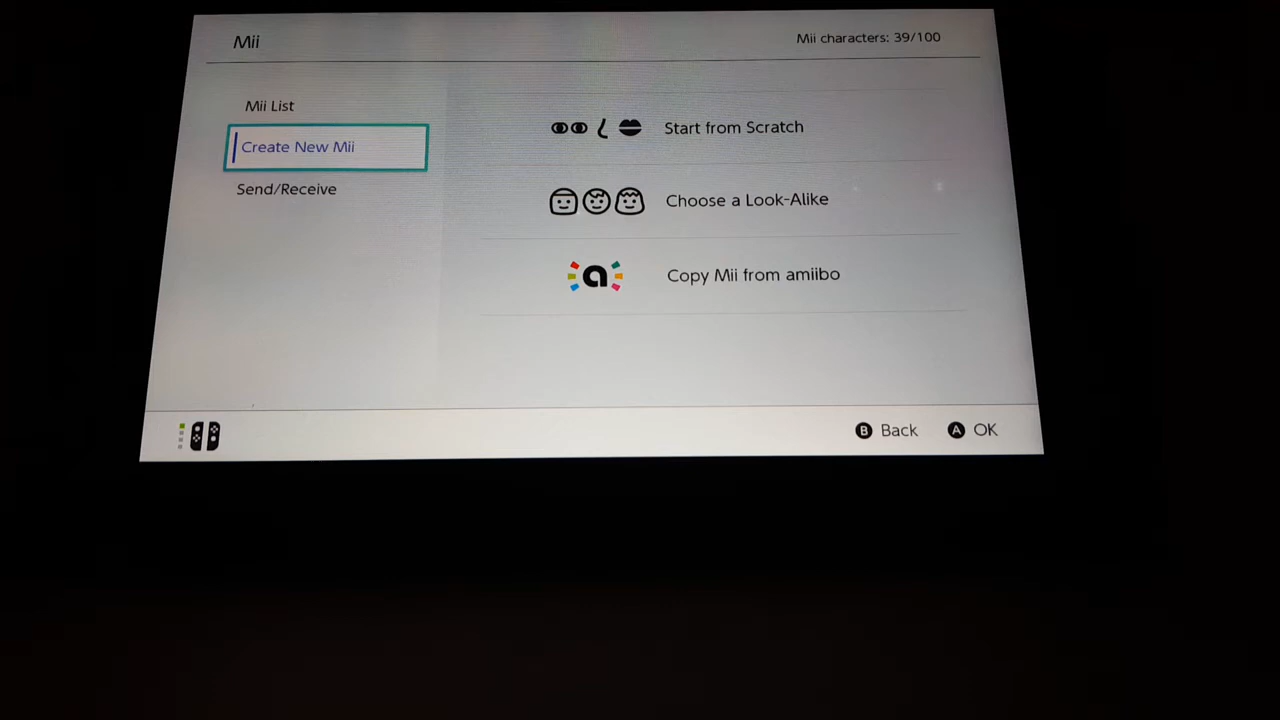 Mii
Mii characters: 39/100
Mii List
Create New Mii
Send/Receive
Start from Scratch
Choose a Look-Alike
a
Copy Mii from amiibo
B Back
A OK